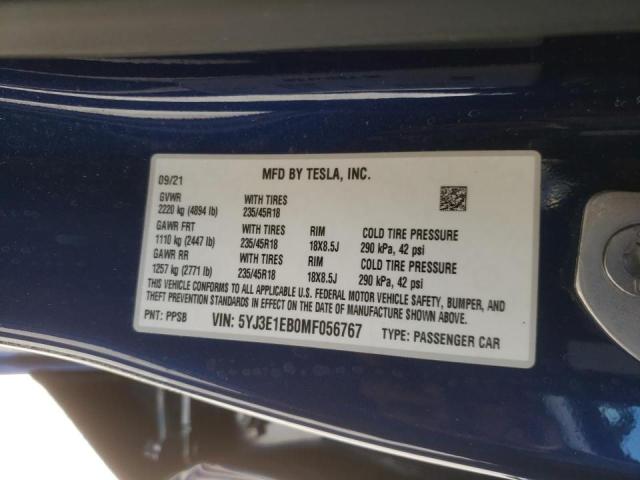 MFD BY TESLA, INC.
09/21
GVWR WITH TIRES
2220 kg (4894 lb) 235/45R18
GAWR FRT WITH TIRES RIM COLD TIRE PRESSURE
1110 kg (2447 lb) 235/45R18 18X8.5J 290 kPa, 42 psi
GAWR RR WITH TIRES RIM COLD TIRE PRESSURE
1257 kg (2771 lb) 235/45R18 18X8.5J 290 kPa, 42 psi
THIS VEHICLE CONFORMS TO ALL APPLICABLE U.S. FEDERAL MOTOR VEHICLE SAFETY, BUMPER, AND
THEFT PREVENTION STANDARDS IN EFFECT ON THE DATE OF MANUFACTURE SHOWN ABOVE.
PNT: PPSB VIN: 5YJ3E1EB0MF056767 TYPE: PASSENGER CAR